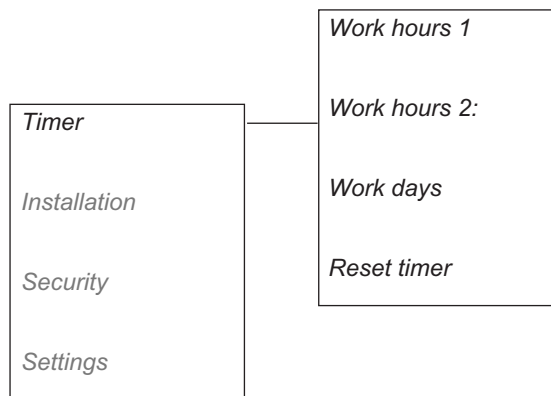 Timer
Installation
Security
Settings
Work hours 1
Work hours 2:
Work days
Reset timer